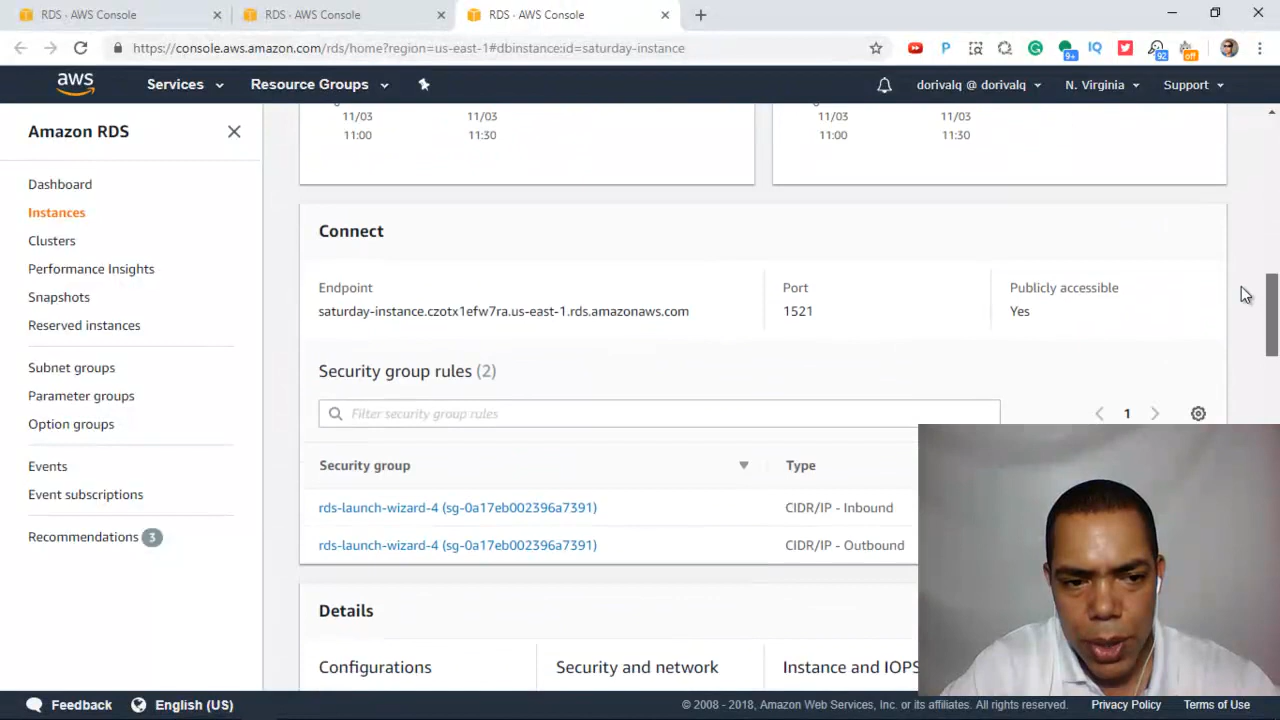 RDS · AWS Console
RDS · AWS Console
RDS · AWS Console
https://console.aws.amazon.com/rds/home?region=us-east-1#dbinstance:id=saturday-instance
P
IQ
9+
92
off
aws
Services
Resource Groups
dorivalq @ dorivalq
N. Virginia
Support
Amazon RDS
Dashboard
Instances
Clusters
Performance Insights
Snapshots
Reserved instances
Subnet groups
Parameter groups
Option groups
Events
Event subscriptions
Recommendations 3
11/03 11/03 11/03 11/03
11:00 11:30 11:00 11:30
Connect
Endpoint Port Publicly accessible
saturday-instance.czotx1efw7ra.us-east-1.rds.amazonaws.com 1521 Yes
Security group rules (2)
Filter security group rules
1
Security group Type
rds-launch-wizard-4 (sg-0a17eb002396a7391) CIDR/IP - Inbound
rds-launch-wizard-4 (sg-0a17eb002396a7391) CIDR/IP - Outbound
Details
Configurations Security and network Instance and IOPS
Feedback English (US) © 2008 - 2018, Amazon Web Services, Inc. or its affiliates. All rights reserved. Privacy Policy Terms of Use